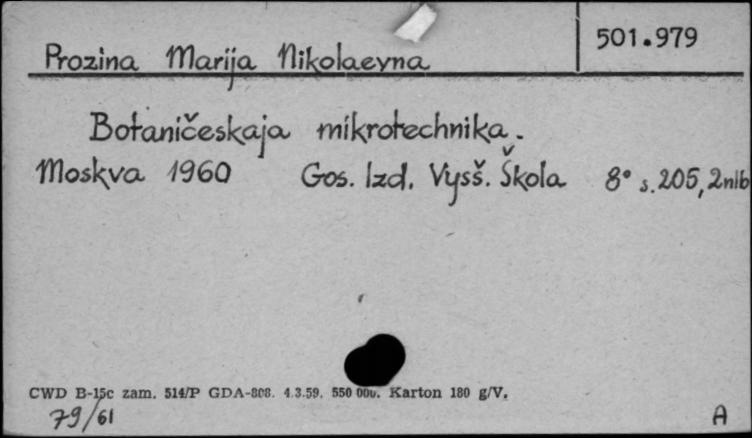 Prozina Marija Nikolaevna 501.979
Botaničeskaja mikrotechnika.
Moskva 1960 Gos. Izd. Vysš. Škola 8° s. 205, 2nlb
CWD B-15c zam. 514/P GDA-808. 4.3.59. 550 000. Karton 180 g/V.
79/61 A